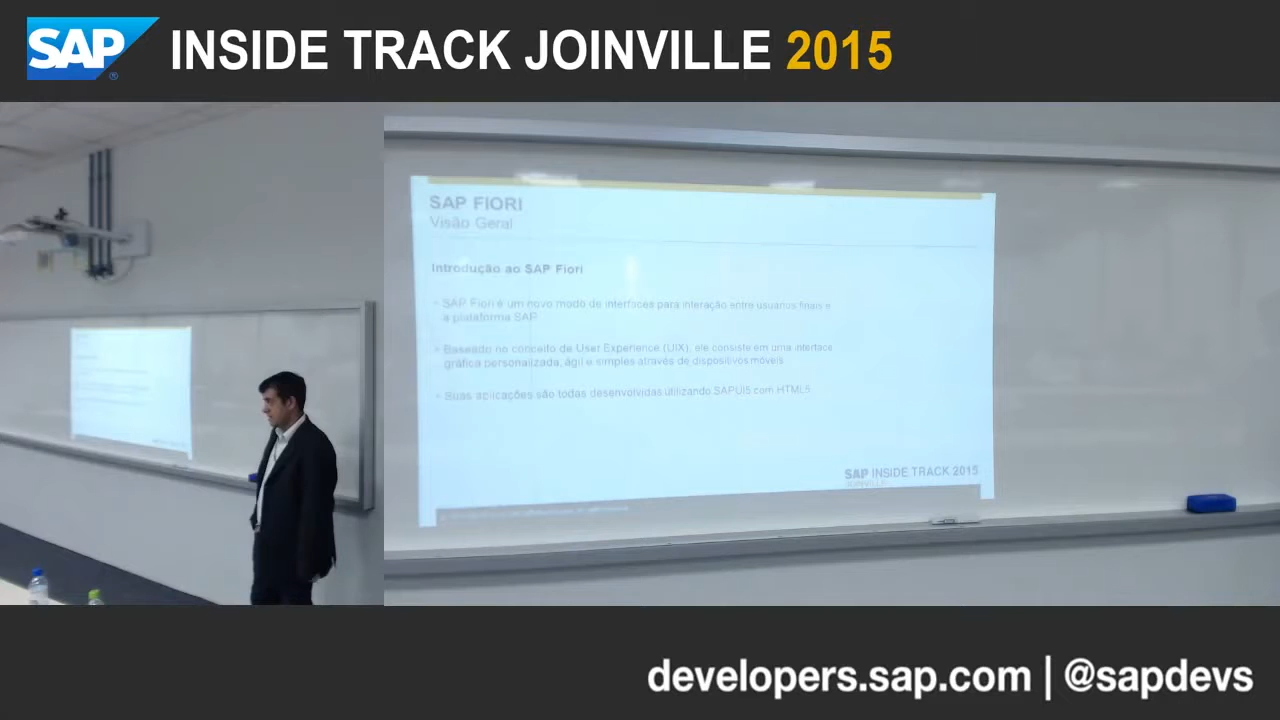 SAP INSIDE TRACK JOINVILLE 2015
SAP FIORI
Visão Geral
Introdução ao SAP Fiori
SAP Fiori é um novo modo de interfaces para interação entre usuários finais e
a plataforma SAP
Baseado no conceito de User Experience (UIX), ele consiste em uma interface
gráfica personalizada, ágil e simples através de dispositivos móveis
Suas aplicações são todas desenvolvidas utilizando SAPUI5 com HTML5
SAP INSIDE TRACK 2015
JOINVILLE
developers.sap.com | @sapdevs